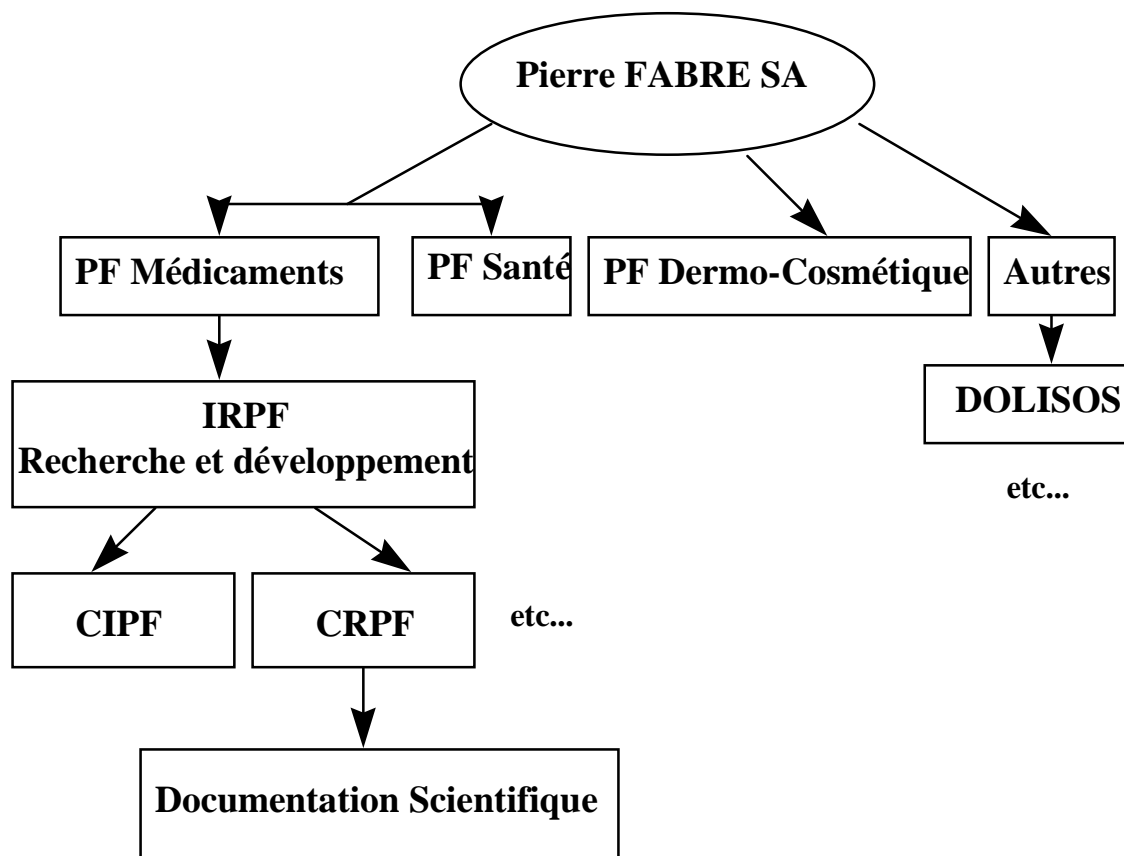 Pierre FABRE SA
PF Médicaments
PF Santé
PF Dermo-Cosmétique
Autres
IRPF
Recherche et développement
DOLISOS
etc...
CIPF
CRPF
etc...
Documentation Scientifique